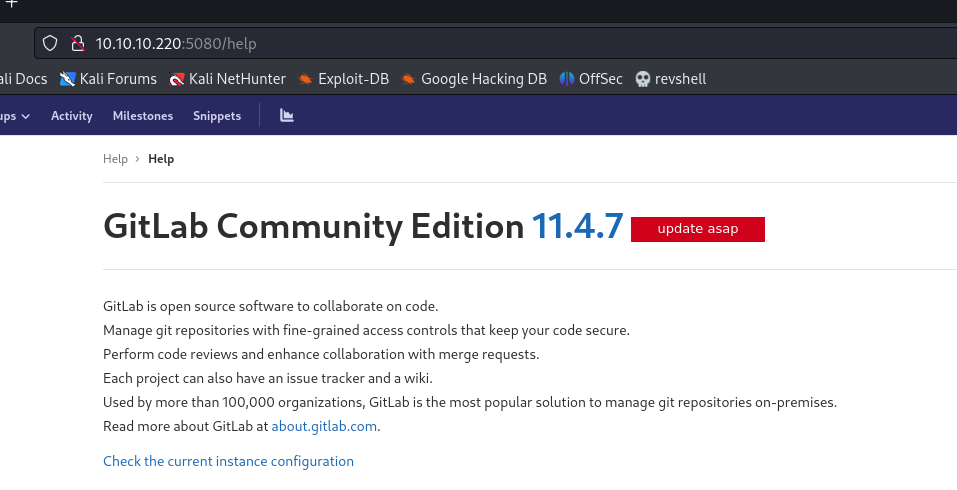 10.10.10.220:5080/help
ali Docs Kali Forums Kali NetHunter Exploit-DB Google Hacking DB OffSec revshell
ups Activity Milestones Snippets
Help › Help
GitLab Community Edition 11.4.7 update asap
GitLab is open source software to collaborate on code.
Manage git repositories with fine-grained access controls that keep your code secure.
Perform code reviews and enhance collaboration with merge requests.
Each project can also have an issue tracker and a wiki.
Used by more than 100,000 organizations, GitLab is the most popular solution to manage git repositories on-premises.
Read more about GitLab at about.gitlab.com.
Check the current instance configuration